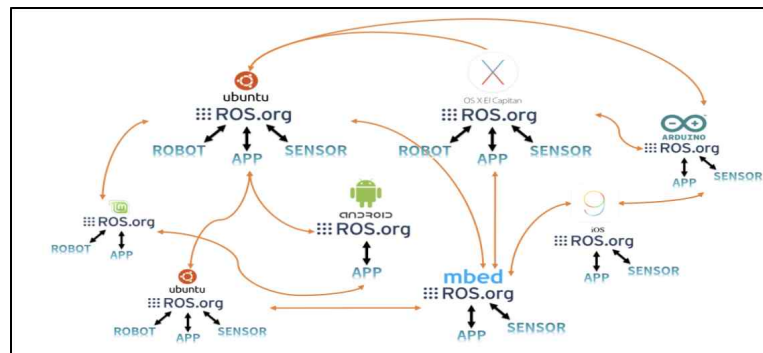 ubuntu
ROS.org
ROBOT
APP
SENSOR
OS X El Capitan
ROS.org
ROBOT
APP
SENSOR
ARDUINO
ROS.org
APP
SENSOR
ROS.org
ROBOT
APP
ANDROID
ROS.org
APP
9
iOS
ROS.org
APP
SENSOR
ubuntu
ROS.org
ROBOT
APP
SENSOR
mbed
ROS.org
APP
SENSOR